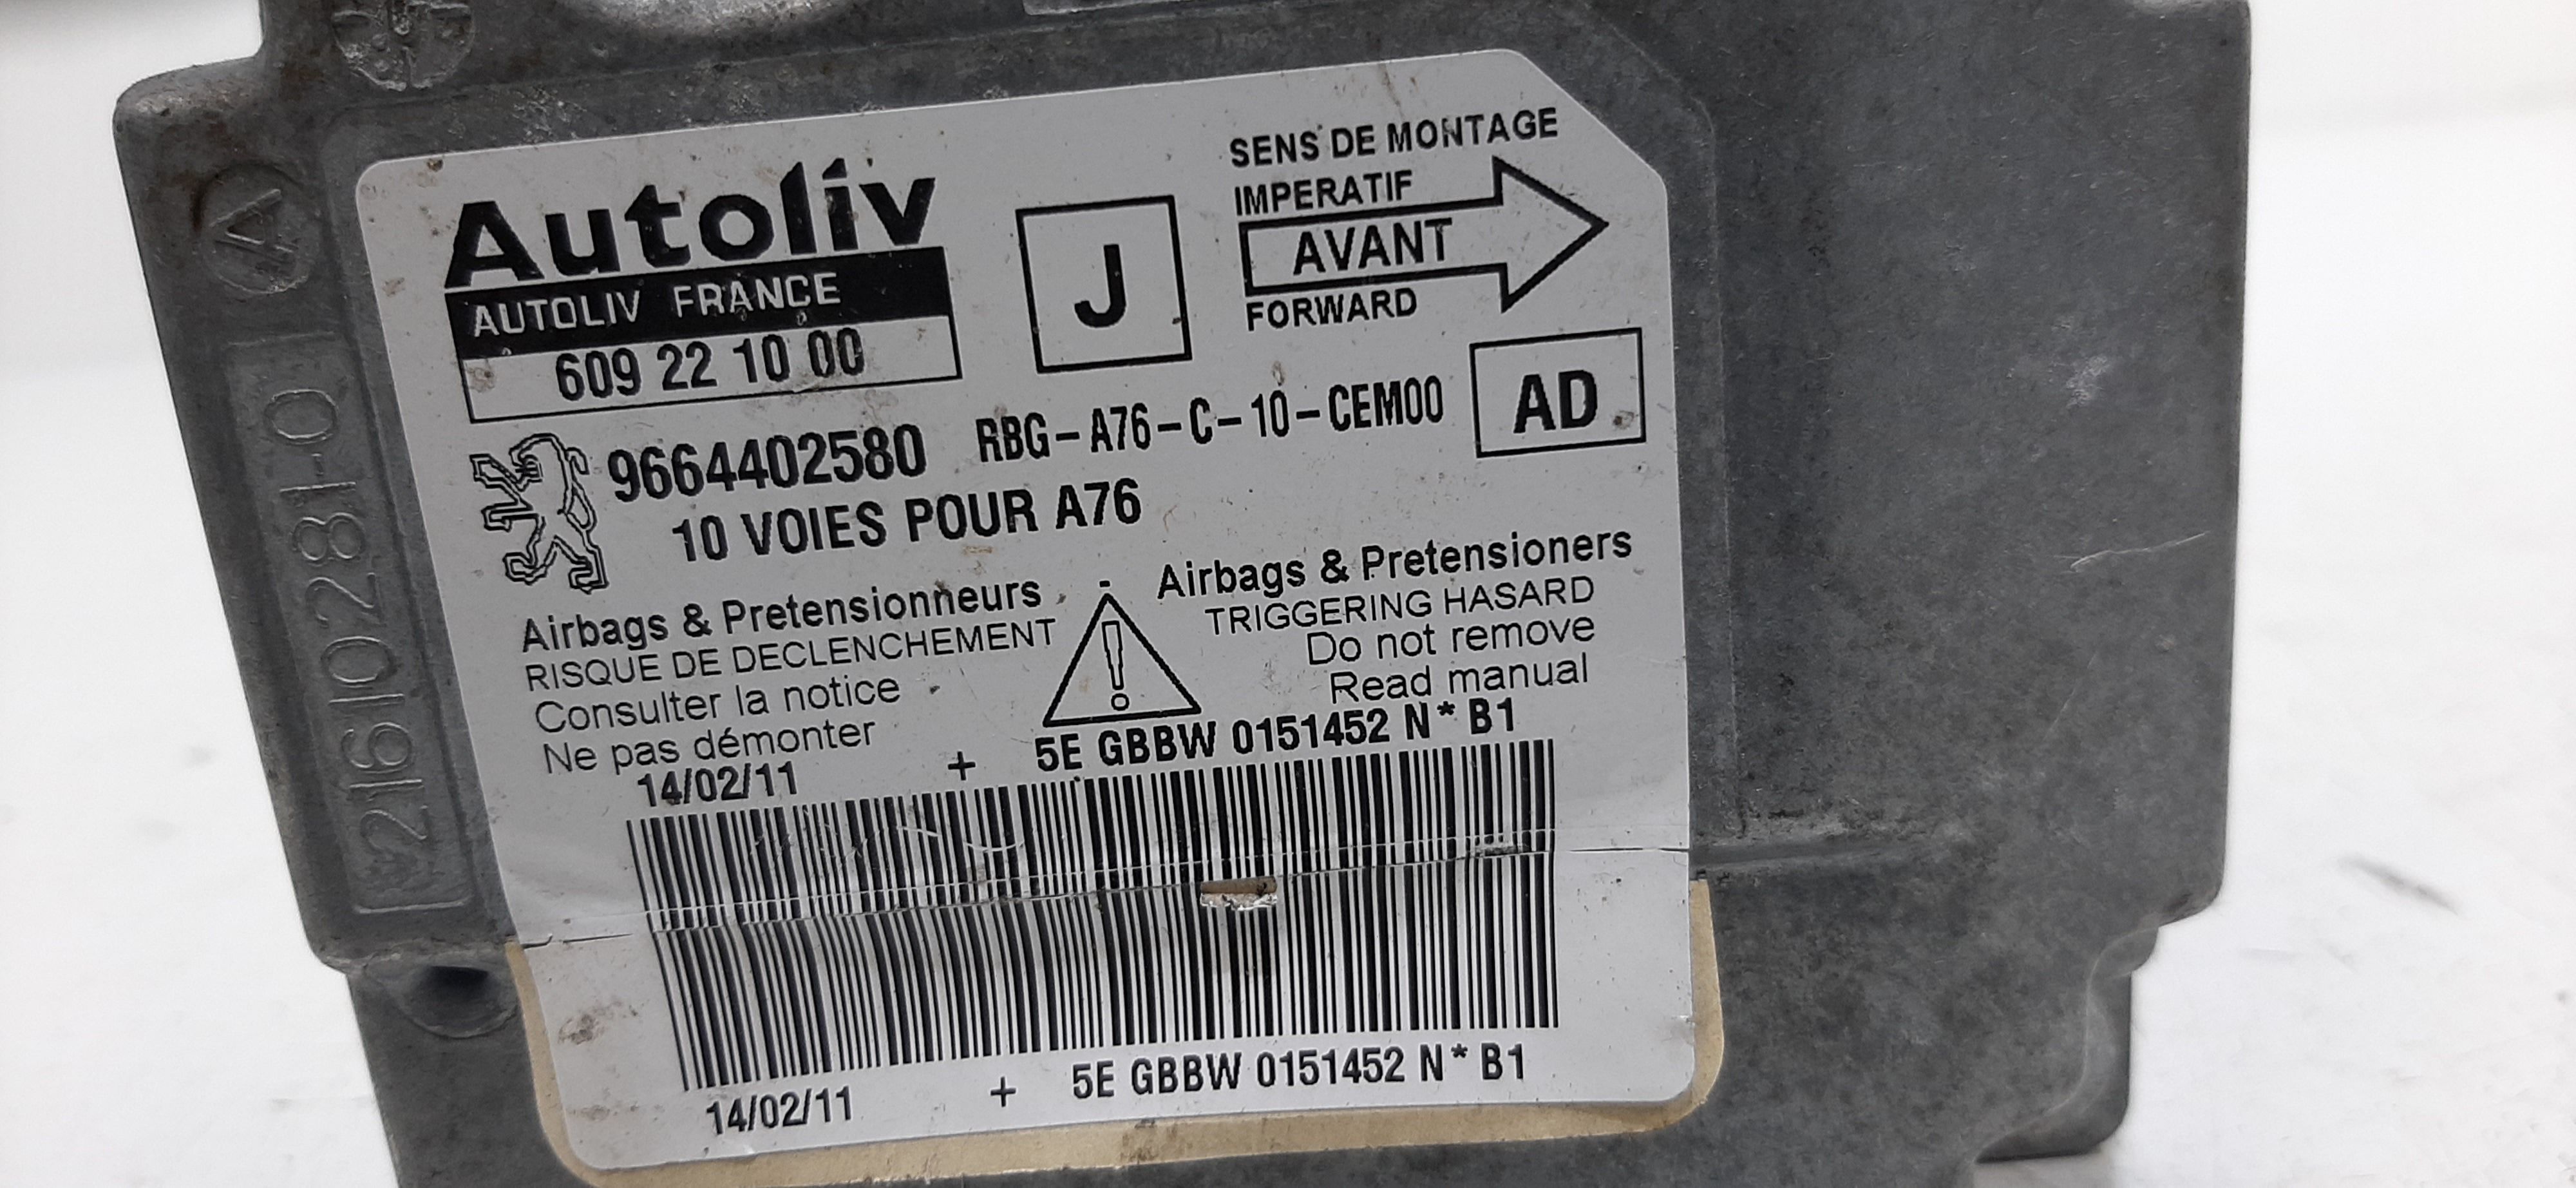 Autoliv
AUTOLIV FRANCE
609 22 10 00
J
SENS DE MONTAGE
IMPERATIF
AVANT
FORWARD
9664402580 RBG-A76-C-10-CEM00 AD
10 VOIES POUR A76
Airbags & Pretensionneurs - Airbags & Pretensioners
RISQUE DE DECLENCHEMENT TRIGGERING HASARD
Consulter la notice Do not remove
Ne pas démonter Read manual
14/02/11 + 5E GBBW 0151452 N* B1
14/02/11 + 5E GBBW 0151452 N* B1
A
21610281-0